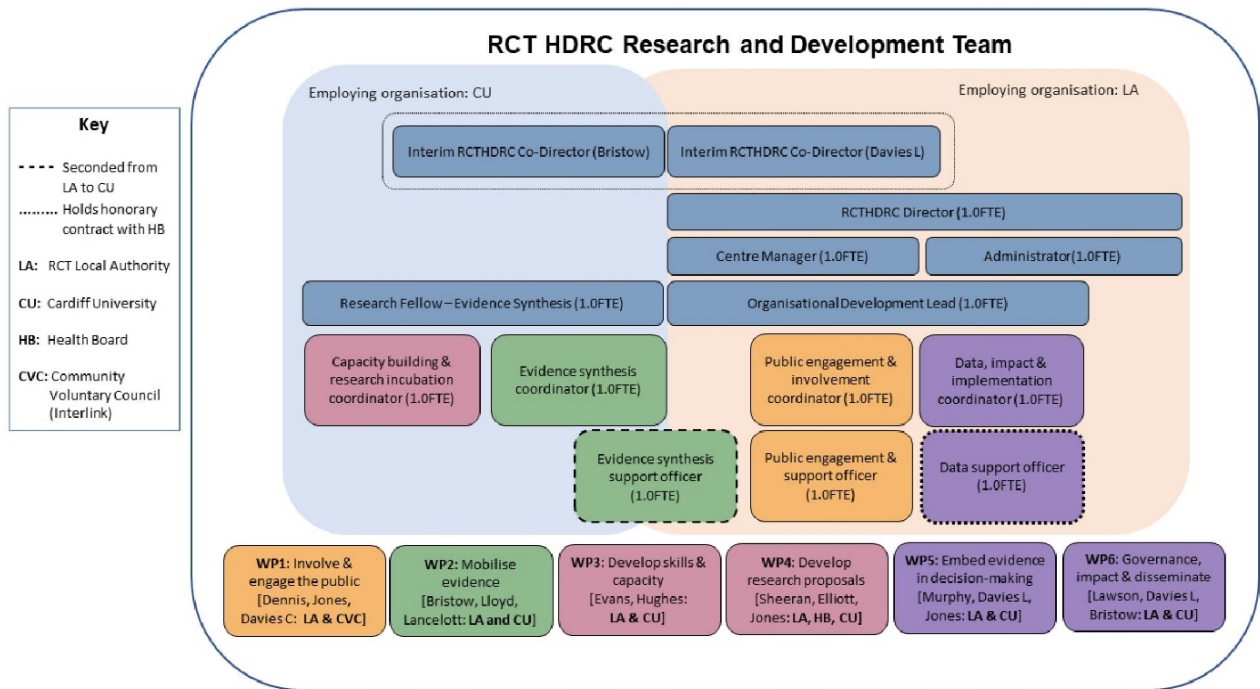 RCT HDRC Research and Development Team
Employing organisation: CU
Employing organisation: LA
Key
Seconded from
LA to CU
Holds honorary
contract with HB
LA: RCT Local Authority
CU: Cardiff University
HB: Health Board
CVC: Community
Voluntary Council
(Interlink)
Interim RCTHDRC Co-Director (Bristow)
Interim RCTHDRC Co-Director (Davies L)
RCTHDRC Director (1.0FTE)
Centre Manager (1.0FTE)
Administrator(1.0FTE)
Research Fellow – Evidence Synthesis (1.0FTE)
Organisational Development Lead (1.0FTE)
Capacity building &
research incubation
coordinator (1.0FTE)
Evidence synthesis
coordinator (1.0FTE)
Public engagement &
involvement
coordinator (1.0FTE)
Data, impact &
implementation
coordinator (1.0FTE)
Evidence synthesis
support officer
(1.0FTE)
Public engagement &
support officer
(1.0FTE)
Data support officer
(1.0FTE)
WP1: Involve &
engage the public
[Dennis, Jones,
Davies C: LA & CVC]
WP2: Mobilise
evidence
[Bristow, Lloyd,
Lancelott: LA and CU]
WP3: Develop skills &
capacity
[Evans, Hughes:
LA & CU]
WP4: Develop
research proposals
[Sheeran, Elliott,
Jones: LA, HB, CU]
WP5: Embed evidence
in decision-making
[Murphy, Davies L,
Jones: LA & CU]
WP6: Governance,
impact & disseminate
[Lawson, Davies L,
Bristow: LA & CU]